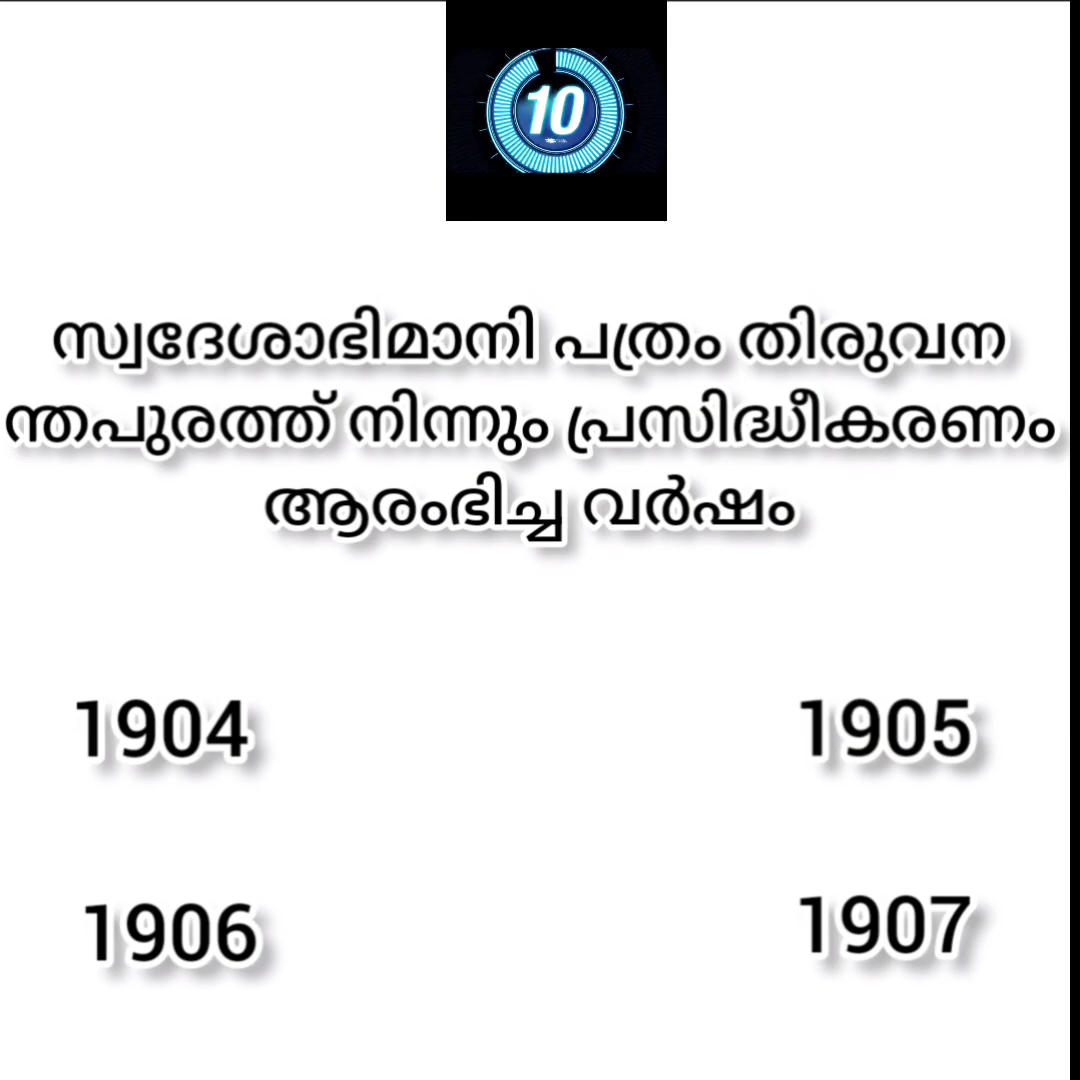 10
സ്വദേശാഭിമാനി പത്രം തിരുവന
ന്തപുരത്ത് നിന്നും പ്രസിദ്ധീകരണം
ആരംഭിച്ച വർഷം
1904 1905
1906 1907